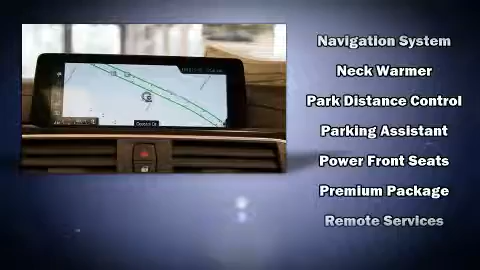 Navigation System
Neck Warmer
Park Distance Control
Parking Assistant
Power Front Seats
Premium Package
Remote Services